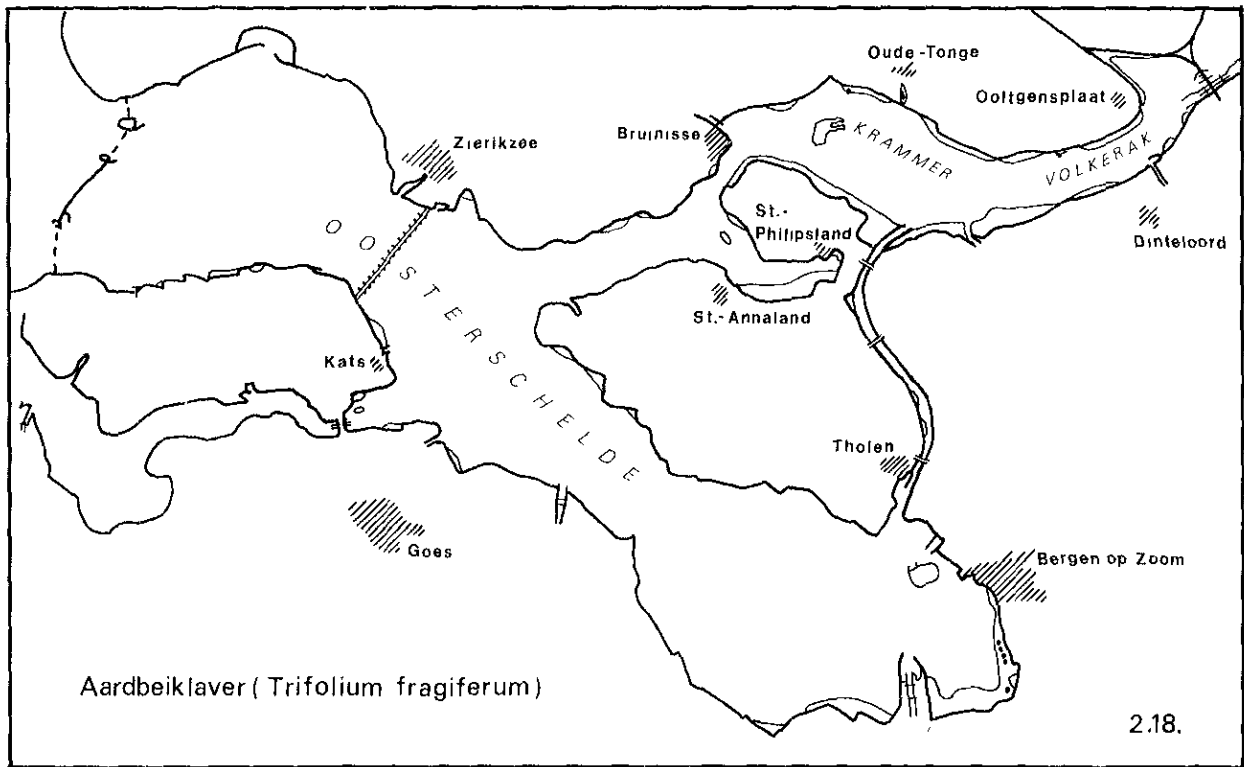 Oude-Tonge
Ooltgensplaat
Zierikzee
Bruinisse
KRAMMER
VOLKERAK
St.-
Philipsland
Dinteloord
OOSTERSCHELDE
St.-Annaland
Kats
Tholen
Goes
Bergen op Zoom
Aardbeiklaver ( Trifolium fragiferum )
2.18.